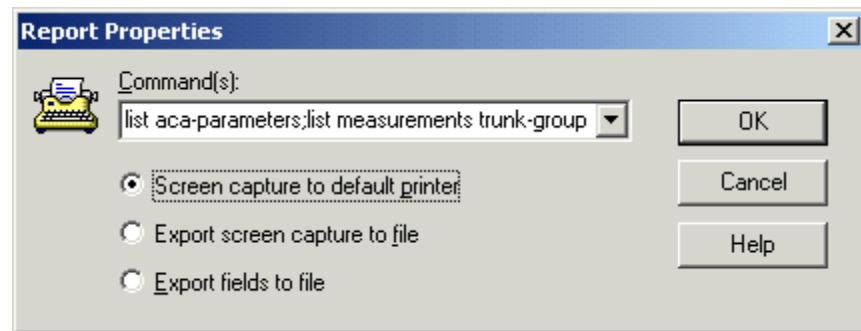 Report Properties
Command(s):
list aca-parameters;list measurements trunk-group
OK
Screen capture to default printer
Cancel
Export screen capture to file
Help
Export fields to file